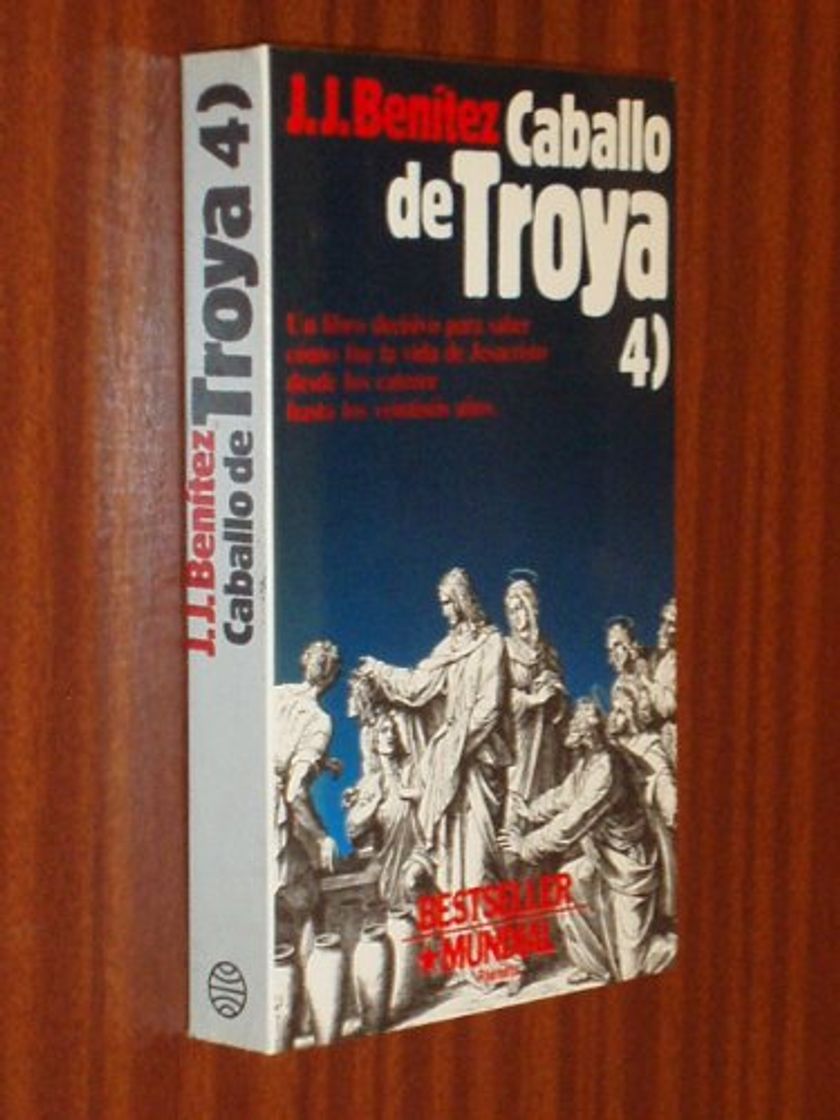 J.J.Benítez
Caballo de Troya 4)
J.J.Benítez Caballo
de Troya
4)
Un libro decisivo para saber
cómo fue la vida de Jesucristo
desde los catorce
hasta los veintiséis años.
BESTSELLER
MUNDIAL
Planeta